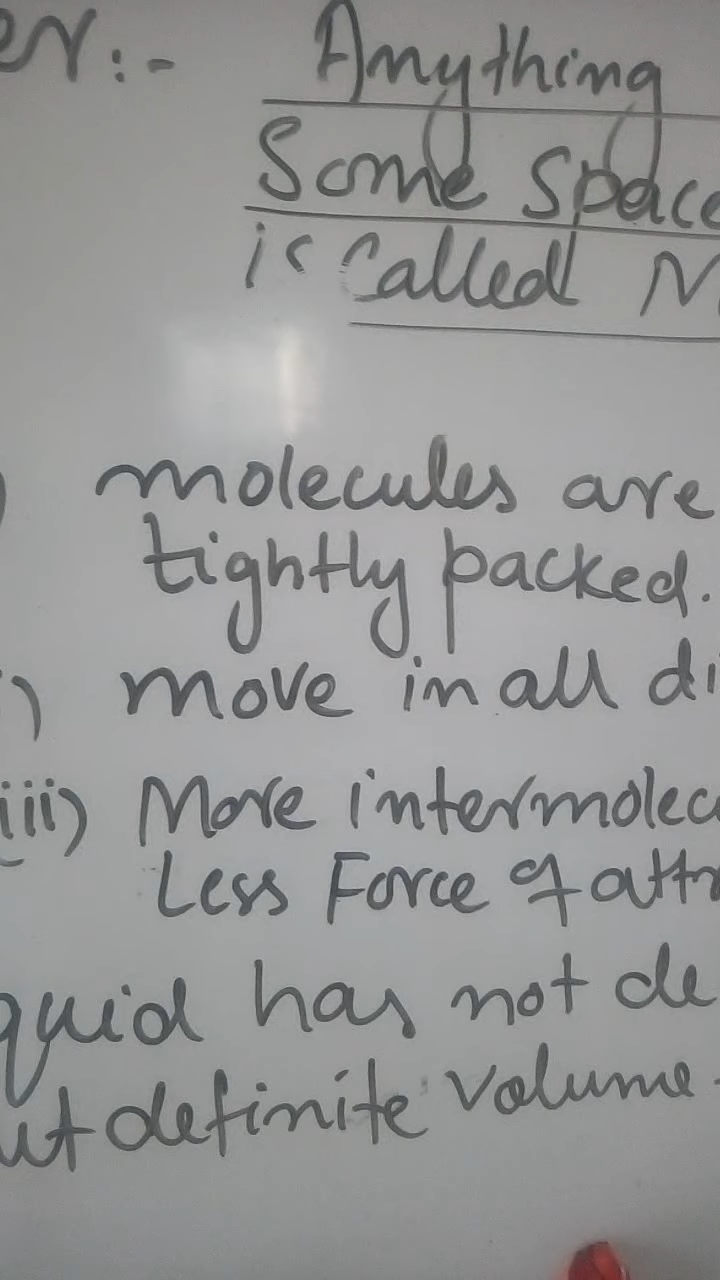 er:- Anything
Some space
is called M
molecules are
tightly packed.
i) move in all di
iii) More intermolec
Less Force of attr
quid has not de
ut definite volume.